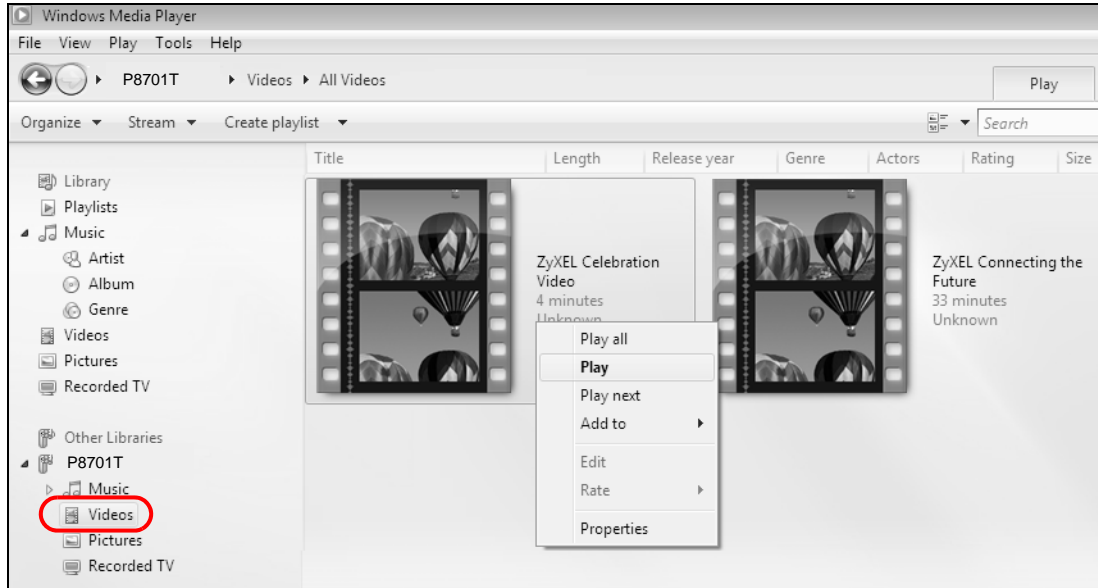 Windows Media Player
File View Play Tools Help
P8701T Videos All Videos
Play
Organize Stream Create playlist
Search
Title Length Release year Genre Actors Rating Size
Library
Playlists
Music
Artist
Album
Genre
Videos
Pictures
Recorded TV
Other Libraries
P8701T
Music
Videos
Pictures
Recorded TV
ZyXEL Celebration
Video
4 minutes
Unknown
ZyXEL Connecting the
Future
33 minutes
Unknown
Play all
Play
Play next
Add to
Edit
Rate
Properties